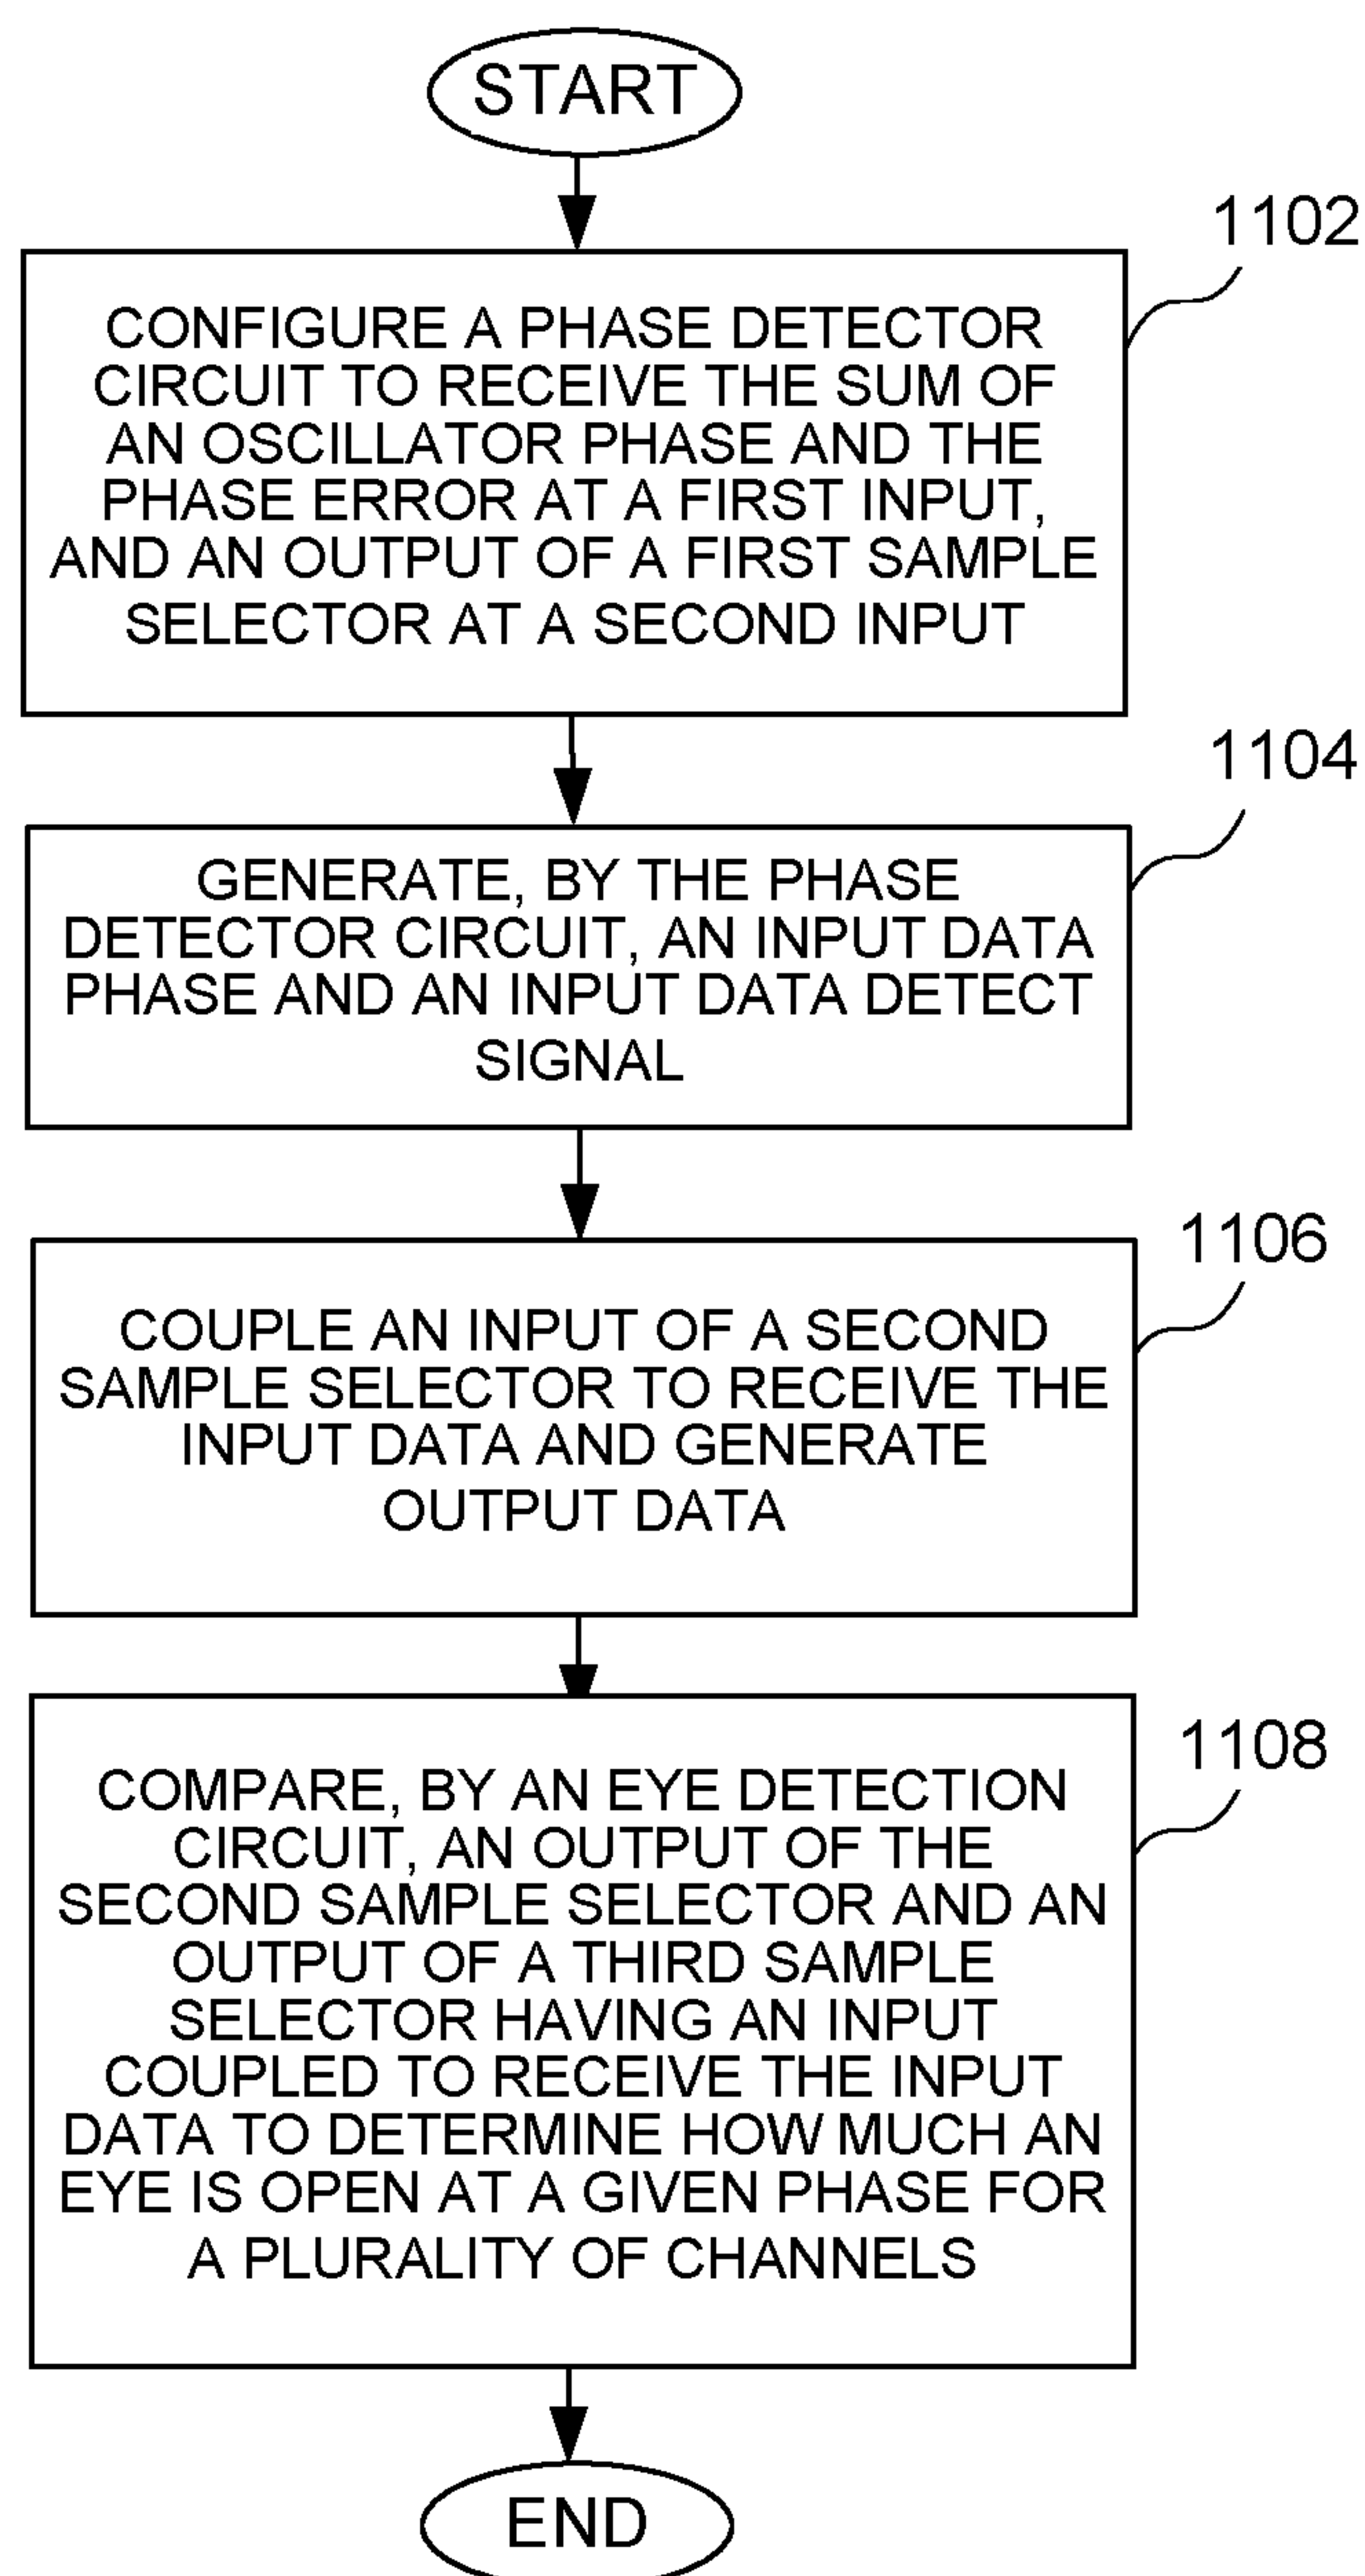 START
1102
CONFIGURE A PHASE DETECTOR
CIRCUIT TO RECEIVE THE SUM OF
AN OSCILLATOR PHASE AND THE
PHASE ERROR AT A FIRST INPUT,
AND AN OUTPUT OF A FIRST SAMPLE
SELECTOR AT A SECOND INPUT
1104
GENERATE, BY THE PHASE
DETECTOR CIRCUIT, AN INPUT DATA
PHASE AND AN INPUT DATA DETECT
SIGNAL
1106
COUPLE AN INPUT OF A SECOND
SAMPLE SELECTOR TO RECEIVE THE
INPUT DATA AND GENERATE
OUTPUT DATA
1108
COMPARE, BY AN EYE DETECTION
CIRCUIT, AN OUTPUT OF THE
SECOND SAMPLE SELECTOR AND AN
OUTPUT OF A THIRD SAMPLE
SELECTOR HAVING AN INPUT
COUPLED TO RECEIVE THE INPUT
DATA TO DETERMINE HOW MUCH AN
EYE IS OPEN AT A GIVEN PHASE FOR
A PLURALITY OF CHANNELS
END